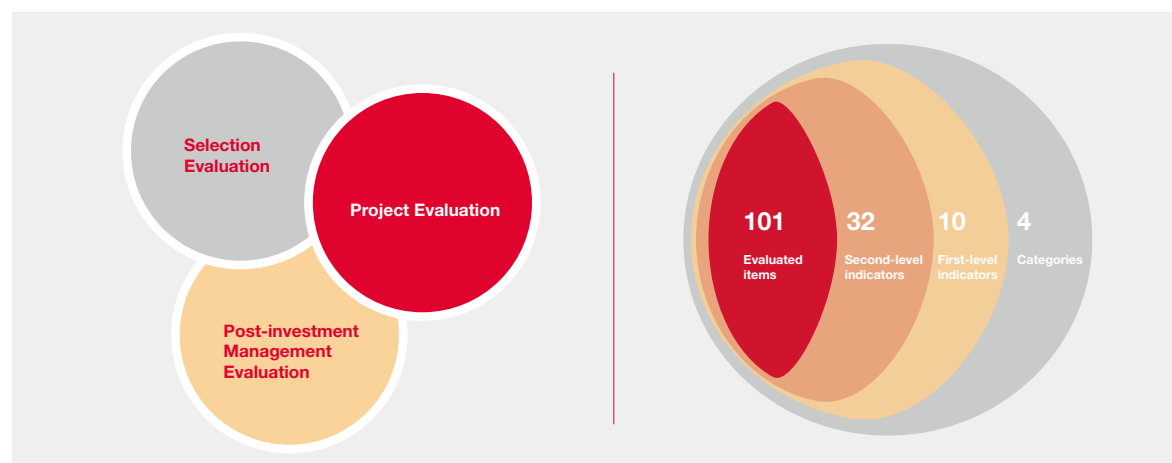 Selection
Evaluation
Project Evaluation
Post-investment
Management
Evaluation
101
Evaluated
items
32
Second-level
indicators
10
First-level
indicators
4
Categories